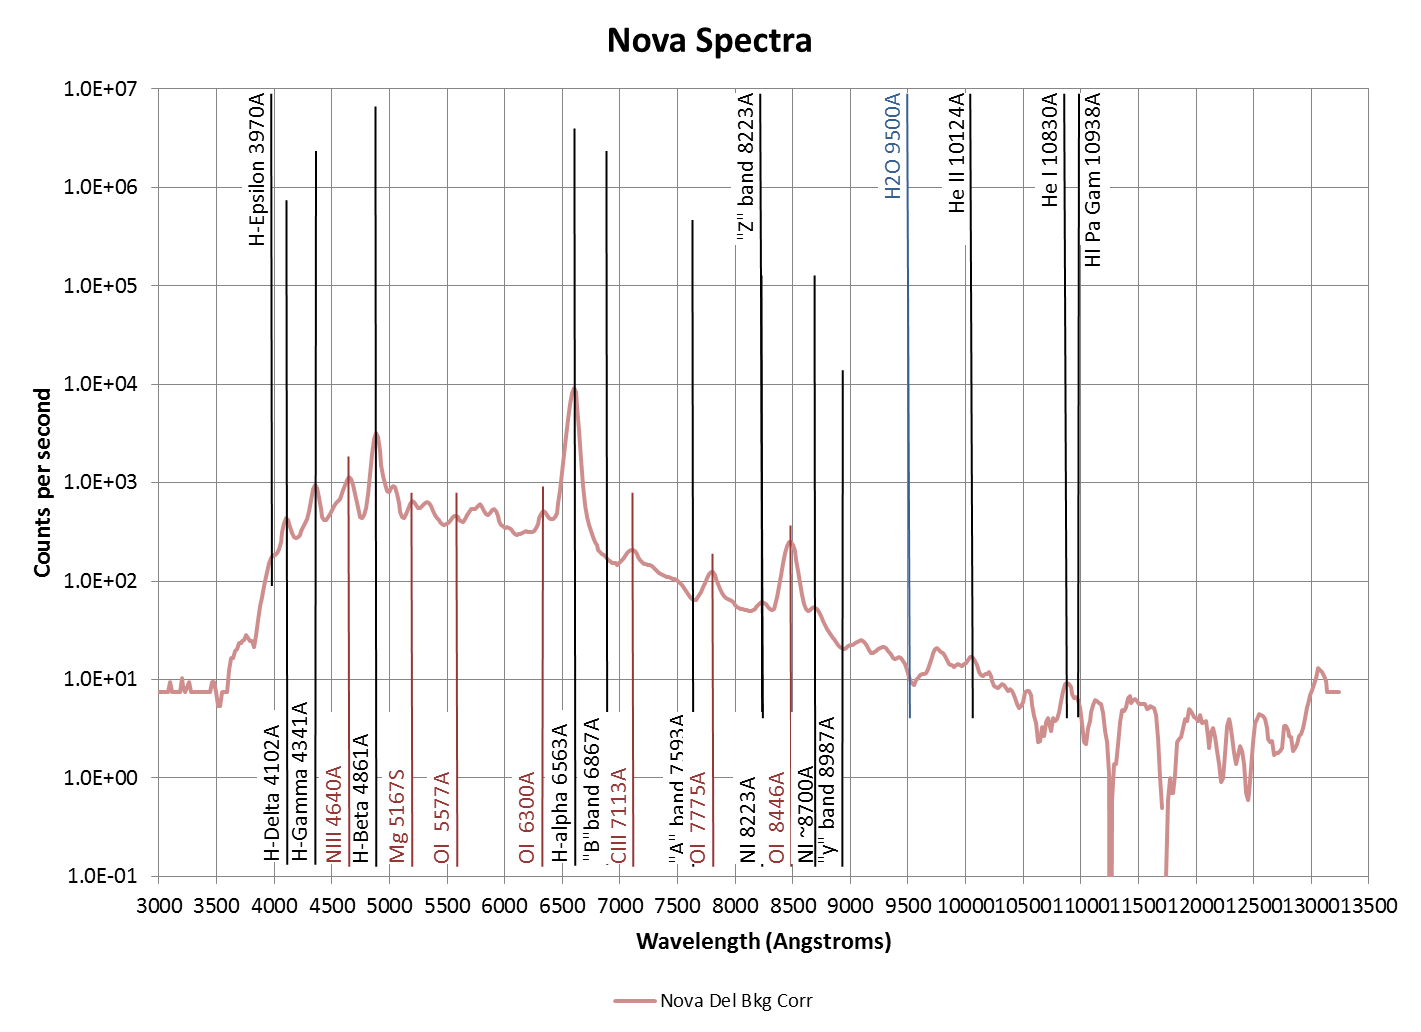 Nova Spectra
1.0E+07
1.0E+06
1.0E+05
1.0E+04
1.0E+03
1.0E+02
1.0E+01
1.0E+00
1.0E-01
Counts per second
H-Epsilon 3970A
"Z" band 8223A
H2O 9500A
He II 10124A
He I 10830A
HI Pa Gam 10938A
H-Delta 4102A
H-Gamma 4341A
NIII 4640A
H-Beta 4861A
Mg 5167S
OI 5577A
OI 6300A
H-alpha 6563A
"B"band 6867A
CIII 7113A
"A" band 7593A
OI 7775A
NI 8223A
OI 8446A
NI ~8700A
"y" band 8987A
3000 3500 4000 4500 5000 5500 6000 6500 7000 7500 8000 8500 9000 9500 10000 10500 11000 11500 12000 12500 13000 13500
Wavelength (Angstroms)
Nova Del Bkg Corr